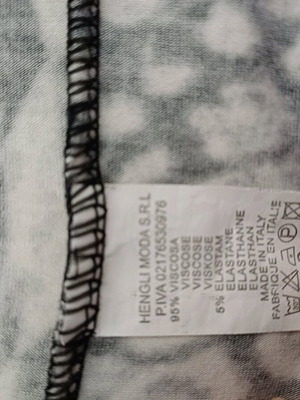 HENGLI MODA S.R.L
P.IVA 02176530976
95% VISCOSA
VISCOSE
VISCOSE
VISKOSE
5% ELASTAM
ELASTANE
ELASTHANNE
ELASTHAN
MADE IN ITALY
FABRIQUE EN ITALIE